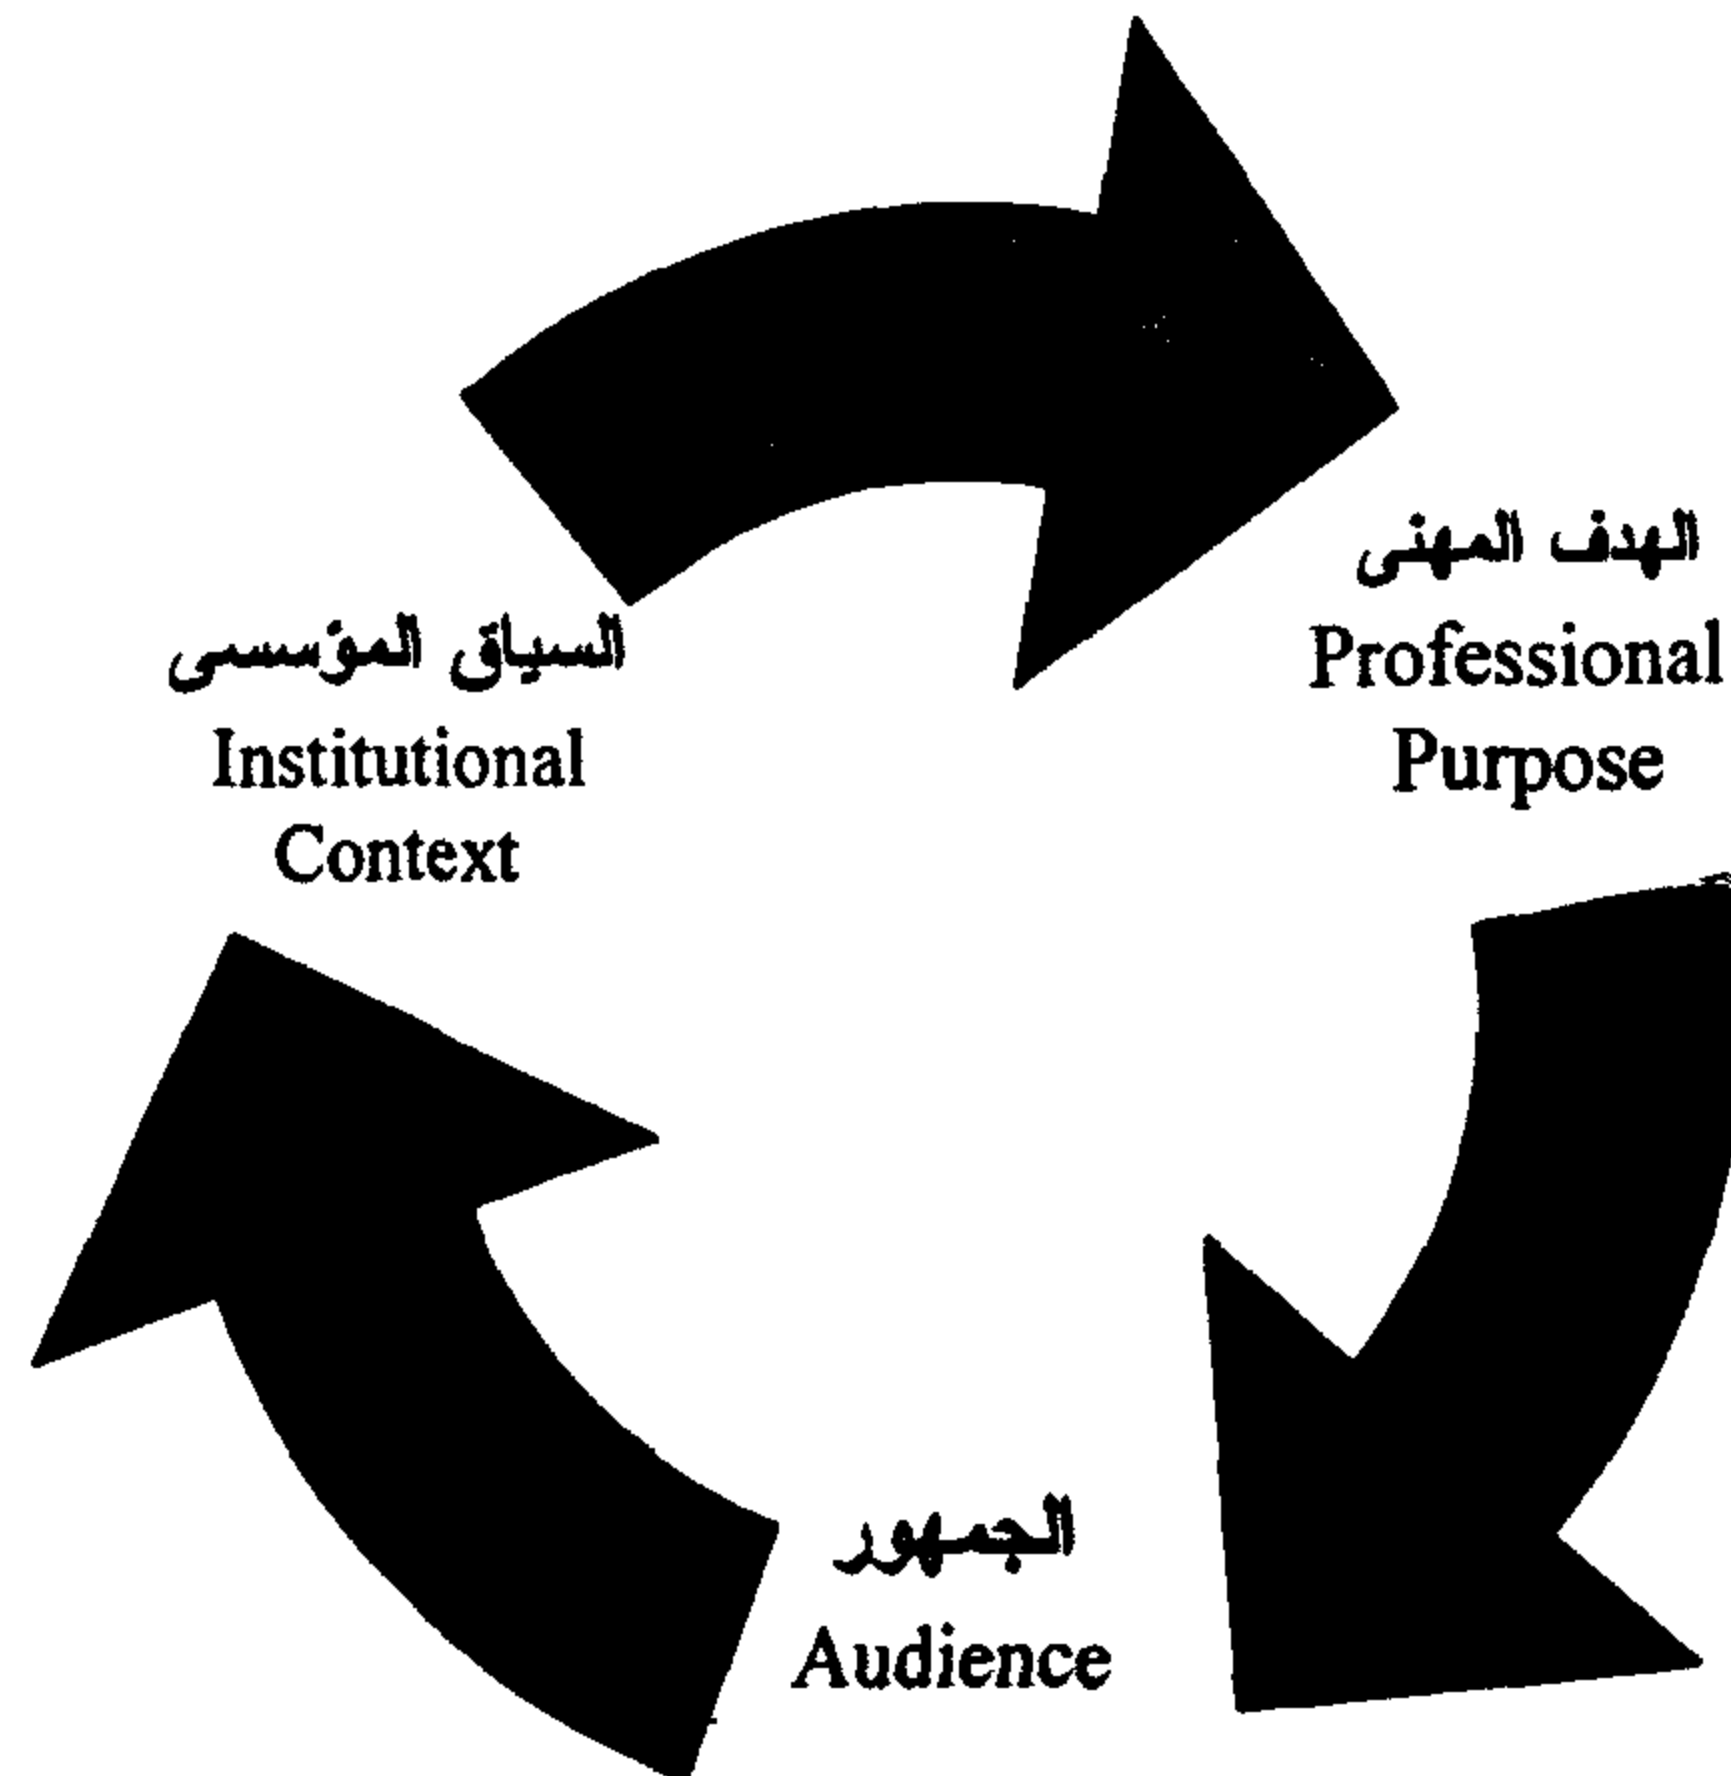 الهدف المهنى
Professional
Purpose
السياق المؤسسى
Institutional
Context
الجمهور
Audience